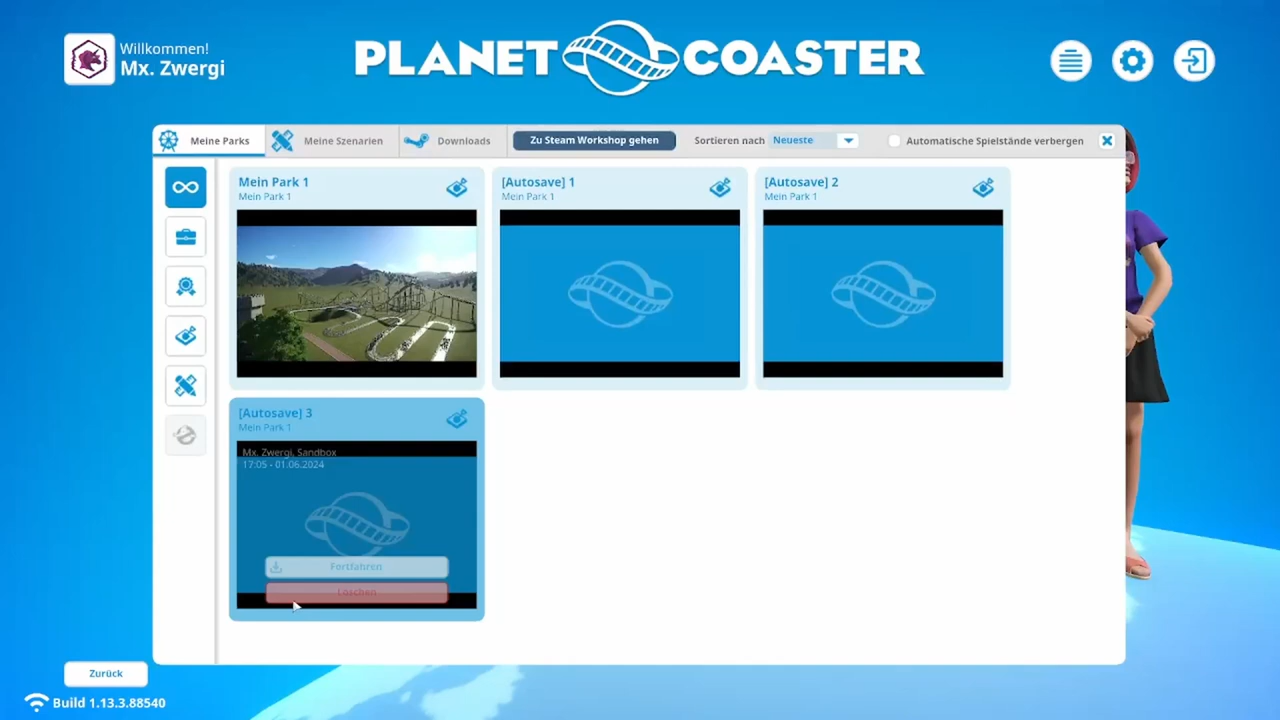 Willkommen!
Mx. Zwergi
PLANET COASTER
Meine Parks
Meine Szenarien
Downloads
Zu Steam Workshop gehen
Sortieren nach
Neueste
Automatische Spielstände verbergen
Mein Park 1
Mein Park 1
[Autosave] 1
Mein Park 1
[Autosave] 2
Mein Park 1
[Autosave] 3
Mein Park 1
Mx. Zwergi, Sandbox
17:05 - 01.06.2024
Fortfahren
Löschen
Zurück
Build 1.13.3.88540